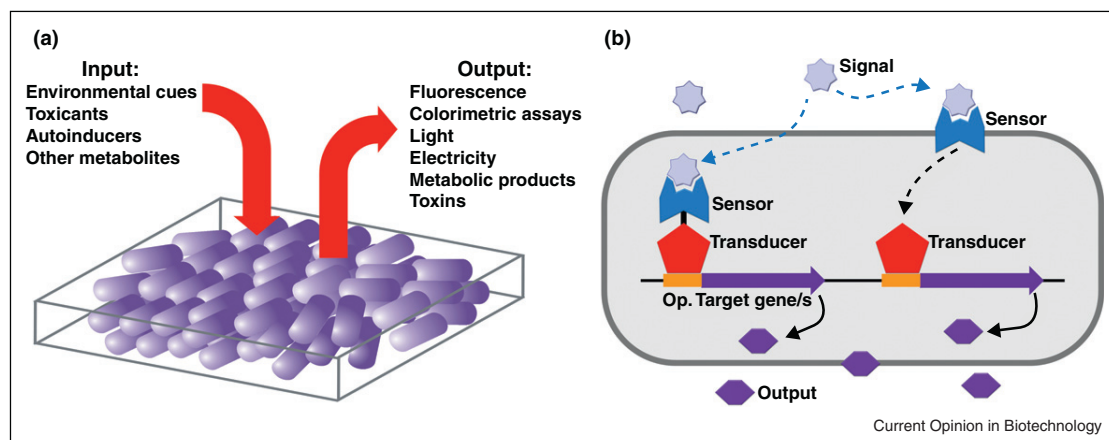 (a)
Input:
Environmental cues
Toxicants
Autoinducers
Other metabolites
Output:
Fluorescence
Colorimetric assays
Light
Electricity
Metabolic products
Toxins
(b)
Signal
Sensor
Sensor
Transducer
Transducer
Op. Target gene/s
Output
Current Opinion in Biotechnology